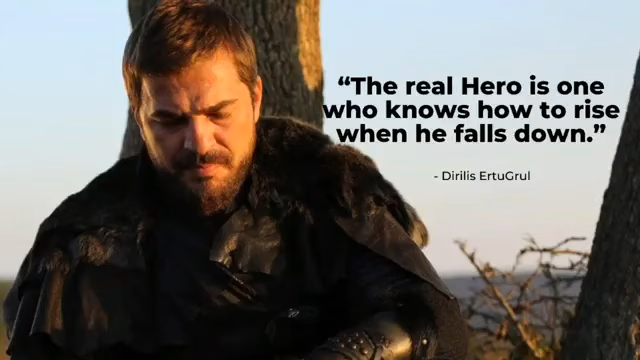 “The real Hero is one
who knows how to rise
when he falls down.”
- Dirilis ErtuGrul